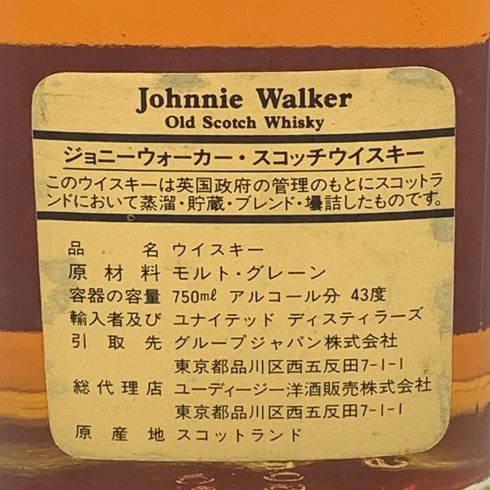 Johnnie Walker
Old Scotch Whisky
ジョニーウォーカー・スコッチウイスキー
このウイスキーは英国政府の管理のもとにスコットラ
ンドにおいて蒸溜・貯蔵・ブレンド・壜詰したものです。
品名 ウイスキー
原材料 モルト・グレーン
容器の容量 750ml アルコール分 43度
輸入者及び ユナイテッド ディスティラーズ
引取先 グループジャパン株式会社
東京都品川区西五反田7-1-1
総代理店 ユーディージー洋酒販売株式会社
東京都品川区西五反田7-1-1
原産地 スコットランド